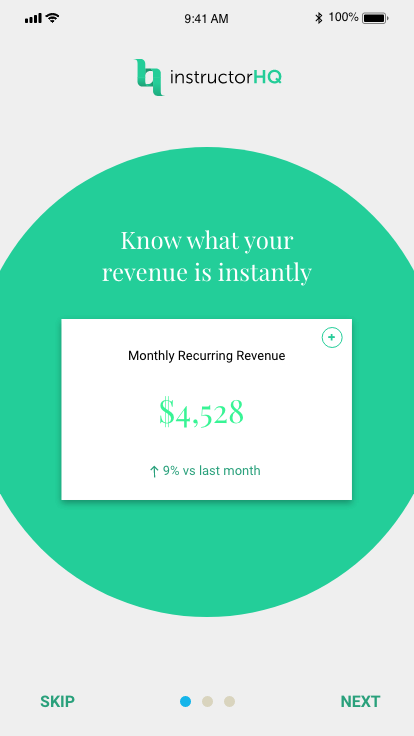 9:41 AM
100%
instructorHQ
Know what your
revenue is instantly
Monthly Recurring Revenue
$4,528
↑ 9% vs last month
SKIP
NEXT